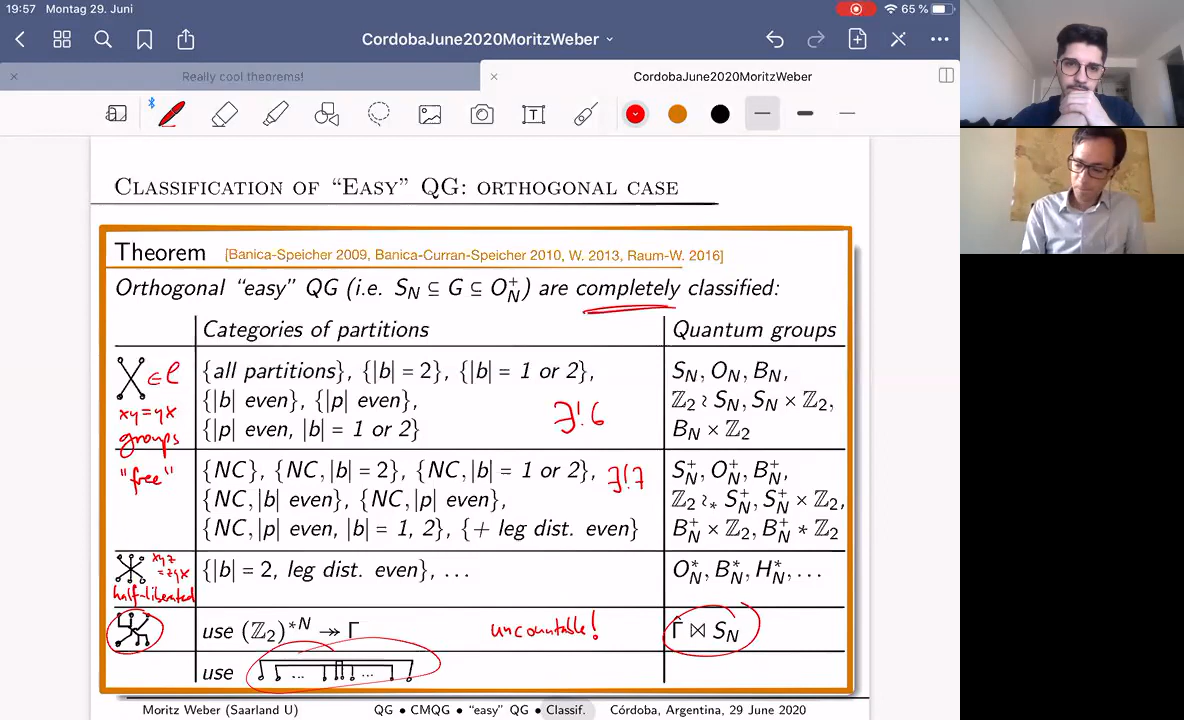 19:57 Montag 29. Juni
65 %
CordobaJune2020MoritzWeber
Really cool theorems!
CordobaJune2020MoritzWeber
CLASSIFICATION OF “EASY” QG: ORTHOGONAL CASE
Theorem [Banica-Speicher 2009, Banica-Curran-Speicher 2010, W. 2013, Raum-W. 2016]
Orthogonal “easy” QG (i.e. S_N ⊆ G ⊆ O_N^+) are completely classified:
Categories of partitions
Quantum groups
∈ C
xy=yx
groups
{all partitions}, {|b| = 2}, {|b| = 1 or 2},
{|b| even}, {|p| even},
{|p| even, |b| = 1 or 2}
∃! 6
S_N, O_N, B_N,
ℤ_2 ≀ S_N, S_N × ℤ_2,
B_N × ℤ_2
“free”
{NC}, {NC, |b| = 2}, {NC, |b| = 1 or 2},
{NC, |b| even}, {NC, |p| even},
{NC, |p| even, |b| = 1, 2}, {+ leg dist. even}
∃! 7
S_N^+, O_N^+, B_N^+,
ℤ_2 ≀_* S_N^+, S_N^+ × ℤ_2,
B_N^+ × ℤ_2, B_N^+ * ℤ_2
xyz
=zyx
half-liberated
{|b| = 2, leg dist. even}, ...
O_N^*, B_N^*, H_N^*, ...
use (ℤ_2)^{*N} ↠ Γ
uncountable!
Γ̂ ⋈ S_N
use ... ...
Moritz Weber (Saarland U)
QG • CMQG • “easy” QG • Classif.
Córdoba, Argentina, 29 June 2020